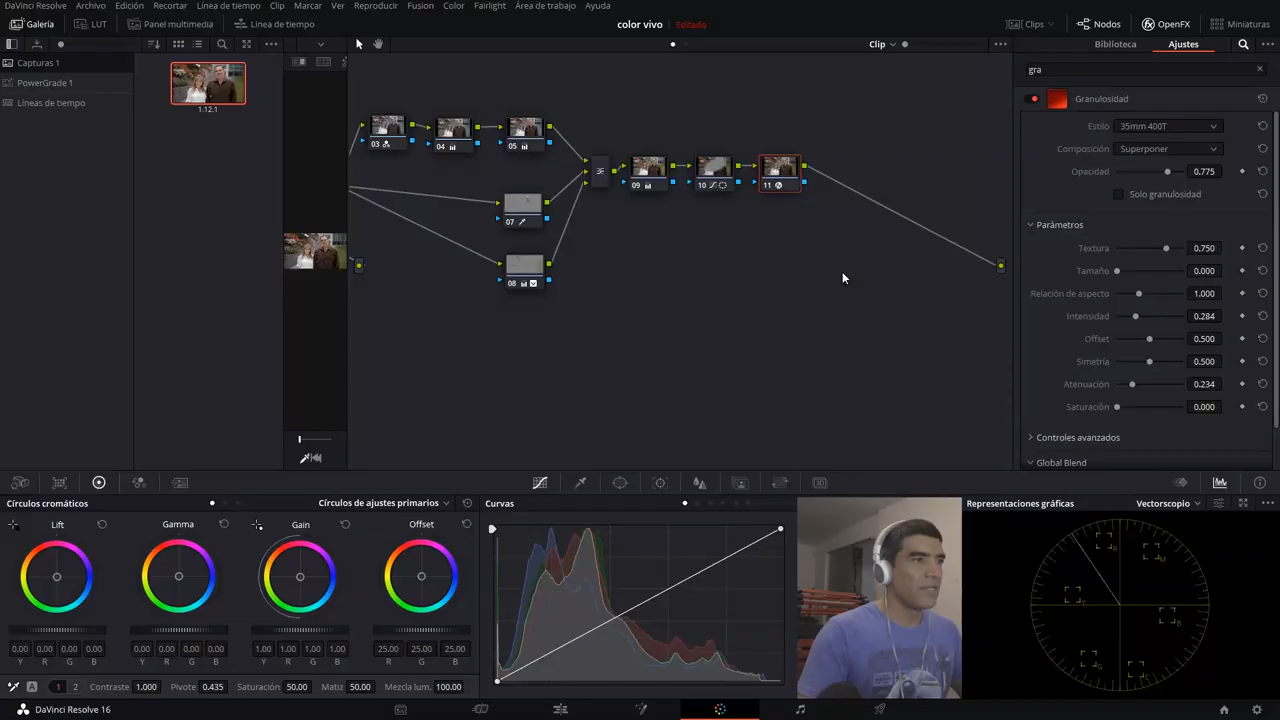 DaVinci Resolve Archivo Edición Recortar Línea de tiempo Clip Marcar Ver Reproducir Fusion Color Fairlight Área de trabajo Ayuda
Galería LUT Panel multimedia Línea de tiempo color vivo Editado Clips Nodos OpenFX Miniaturas
Clip Biblioteca Ajustes
Capturas 1
PowerGrade 1
Líneas de tiempo
1.12.1
03
04
05
07
08
09
10
11
gra
Granulosidad
Estilo 35mm 400T
Composición Superponer
Opacidad 0.775
Solo granulosidad
Parámetros
Textura 0.750
Tamaño 0.000
Relación de aspecto 1.000
Intensidad 0.284
Offset 0.500
Simetría 0.500
Atenuación 0.234
Saturación 0.000
Controles avanzados
Global Blend
Círculos cromáticos Círculos de ajustes primarios Curvas Representaciones gráficas Vectorscopio
Lift Gamma Gain Offset
0.00 0.00 0.00 0.00 0.00 0.00 0.00 0.00 1.00 1.00 1.00 1.00 25.00 25.00 25.00
Y R G B Y R G B Y R G B R G B
A 1 2 Contraste 1.000 Pivote 0.435 Saturación 50.00 Matiz 50.00 Mezcla lum. 100.00
R
M
Y
B
G
C
DaVinci Resolve 16